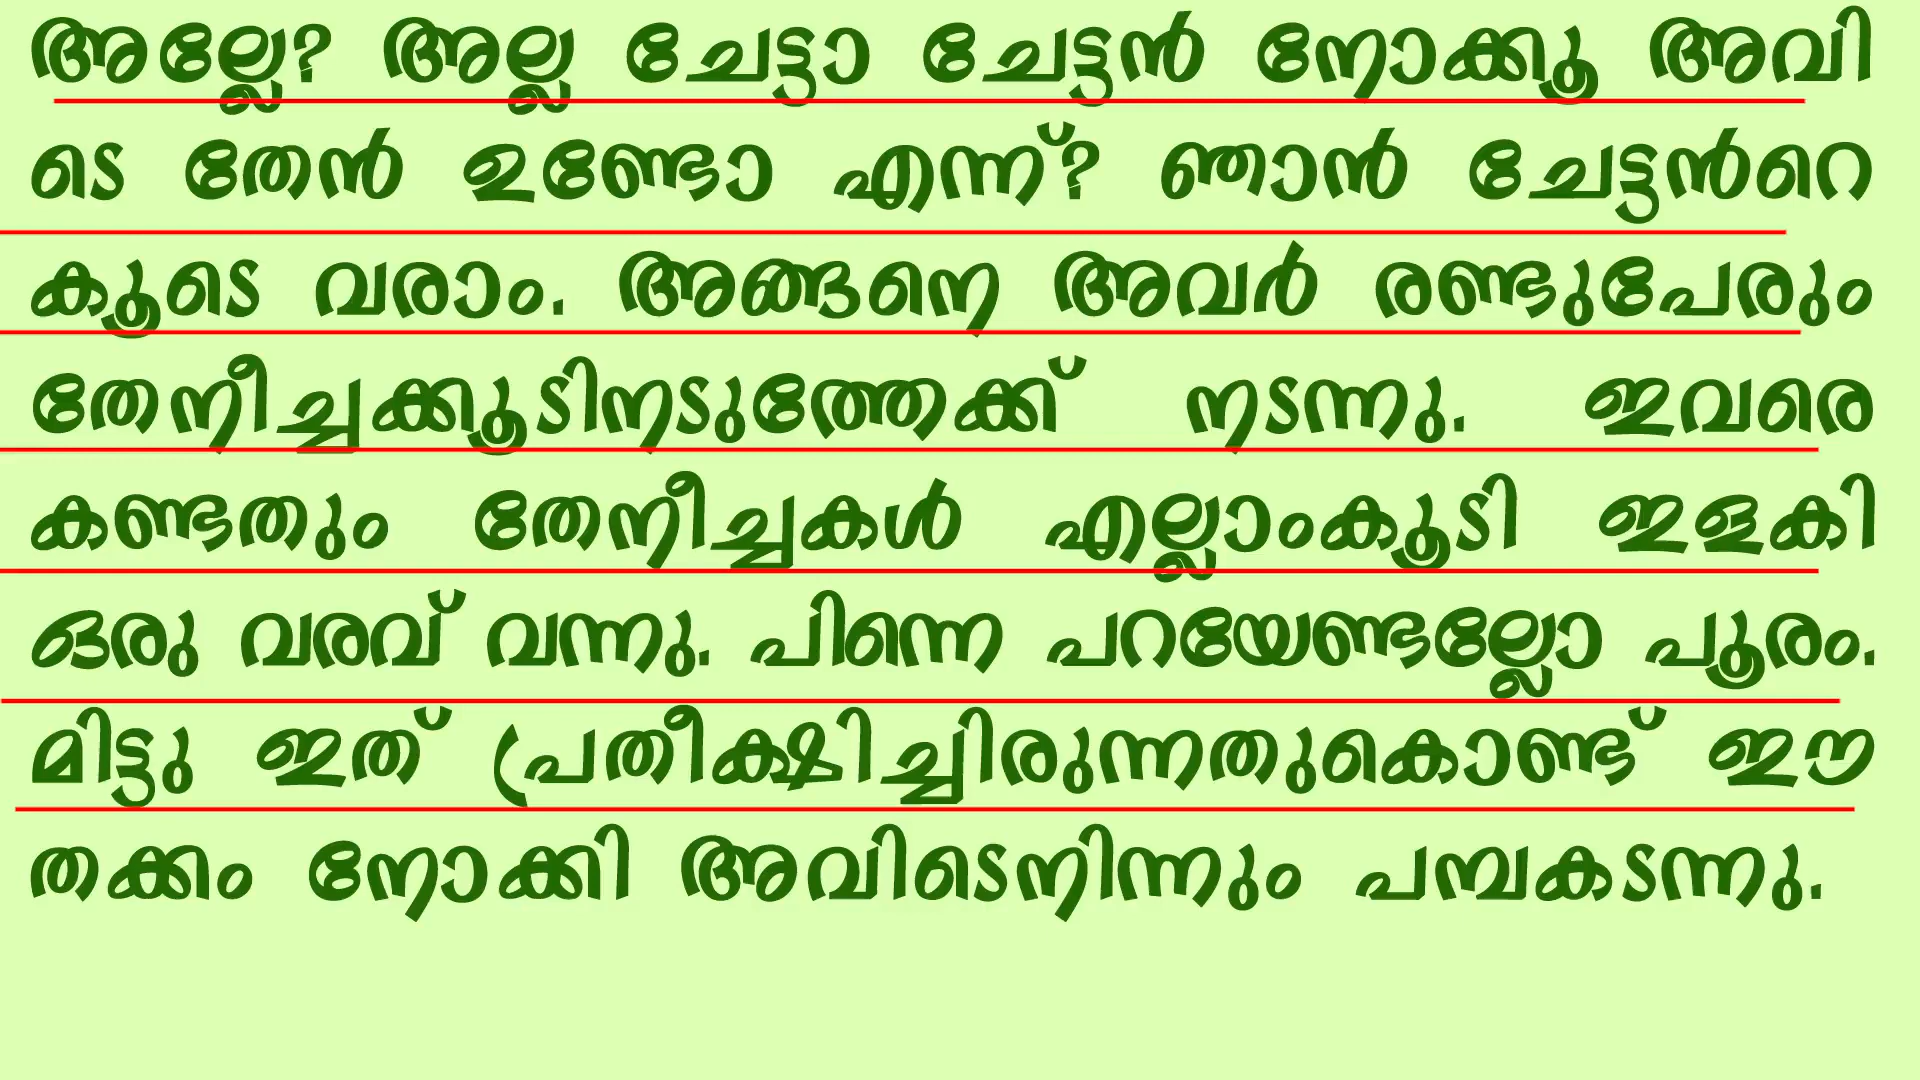 അല്ലേ? അല്ല ചേട്ടാ ചേട്ടൻ നോക്കൂ അവി
ടെ തേൻ ഉണ്ടോ എന്ന്? ഞാൻ ചേട്ടൻറെ
കൂടെ വരാം. അങ്ങനെ അവർ രണ്ടുപേരും
തേനീച്ചക്കൂടിനടുത്തേക്ക് നടന്നു. ഇവരെ
കണ്ടതും തേനീച്ചകൾ എല്ലാംകൂടി ഇളകി
ഒരു വരവ് വന്നു. പിന്നെ പറയേണ്ടല്ലോ പൂരം.
മിട്ടു ഇത് പ്രതീക്ഷിച്ചിരുന്നതുകൊണ്ട് ഈ
തക്കം നോക്കി അവിടെനിന്നും പമ്പകടന്നു.